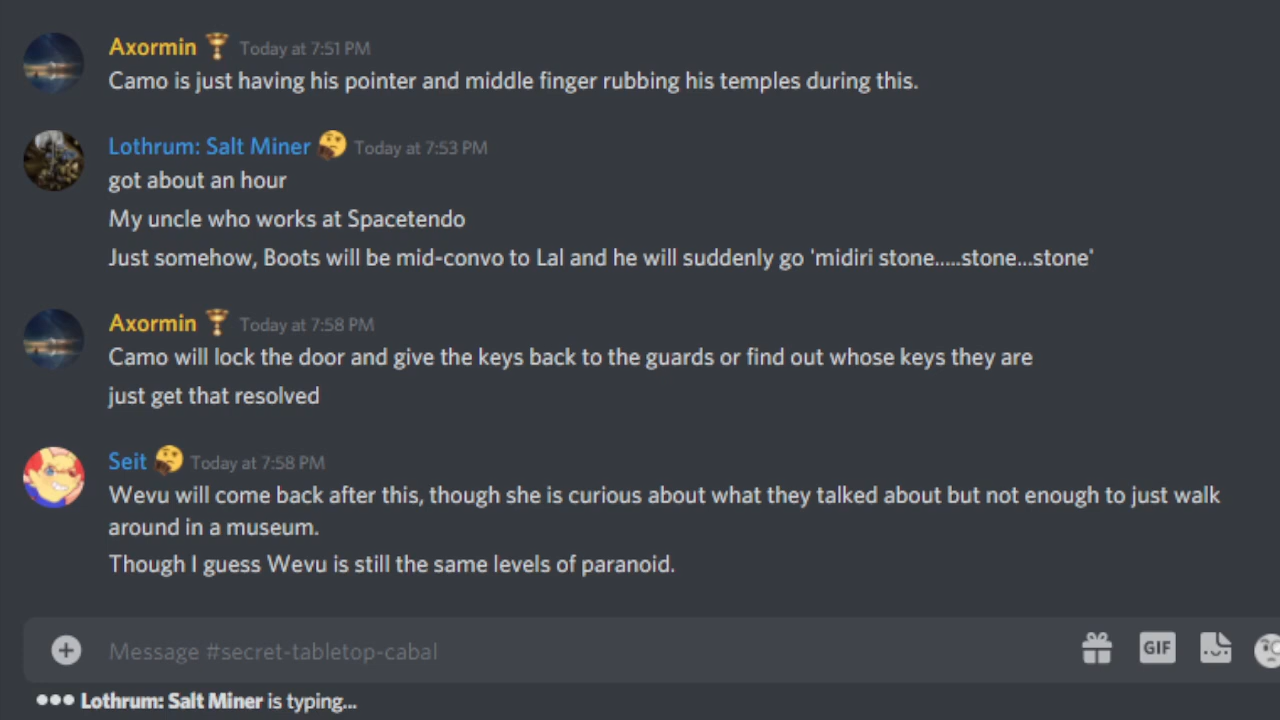 Axormin 🏆 Today at 7:51 PM
Camo is just having his pointer and middle finger rubbing his temples during this.
Lothrum: Salt Miner 🤔 Today at 7:53 PM
got about an hour
My uncle who works at Spacetendo
Just somehow, Boots will be mid-convo to Lal and he will suddenly go 'midiri stone.....stone...stone'
Axormin 🏆 Today at 7:58 PM
Camo will lock the door and give the keys back to the guards or find out whose keys they are
just get that resolved
Seit 🤔 Today at 7:58 PM
Wevu will come back after this, though she is curious about what they talked about but not enough to just walk
around in a museum.
Though I guess Wevu is still the same levels of paranoid.
Message #secret-tabletop-cabal
GIF
Lothrum: Salt Miner is typing...